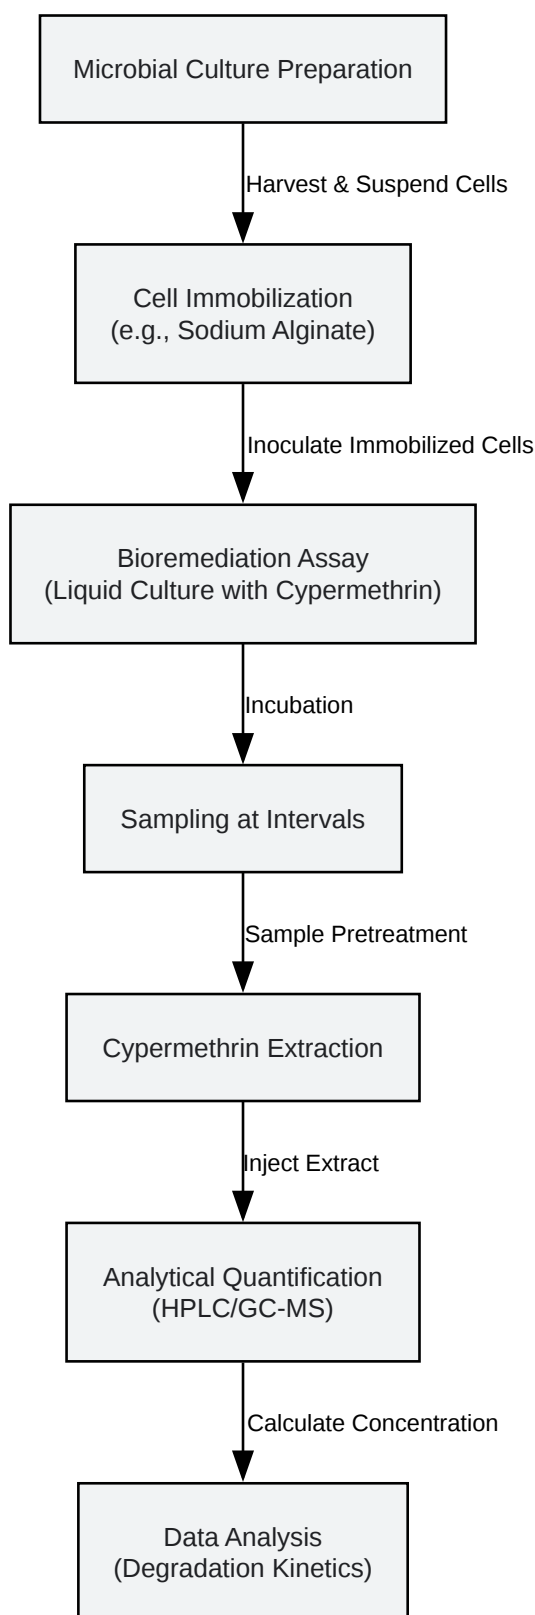 Microbial Culture Preparation
Harvest & Suspend Cells
Cell Immobilization
(e.g., Sodium Alginate)
Inoculate Immobilized Cells
Bioremediation Assay
(Liquid Culture with Cypermethrin)
Incubation
Sampling at Intervals
Sample Pretreatment
Cypermethrin Extraction
Inject Extract
Analytical Quantification
(HPLC/GC-MS)
Calculate Concentration
Data Analysis
(Degradation Kinetics)